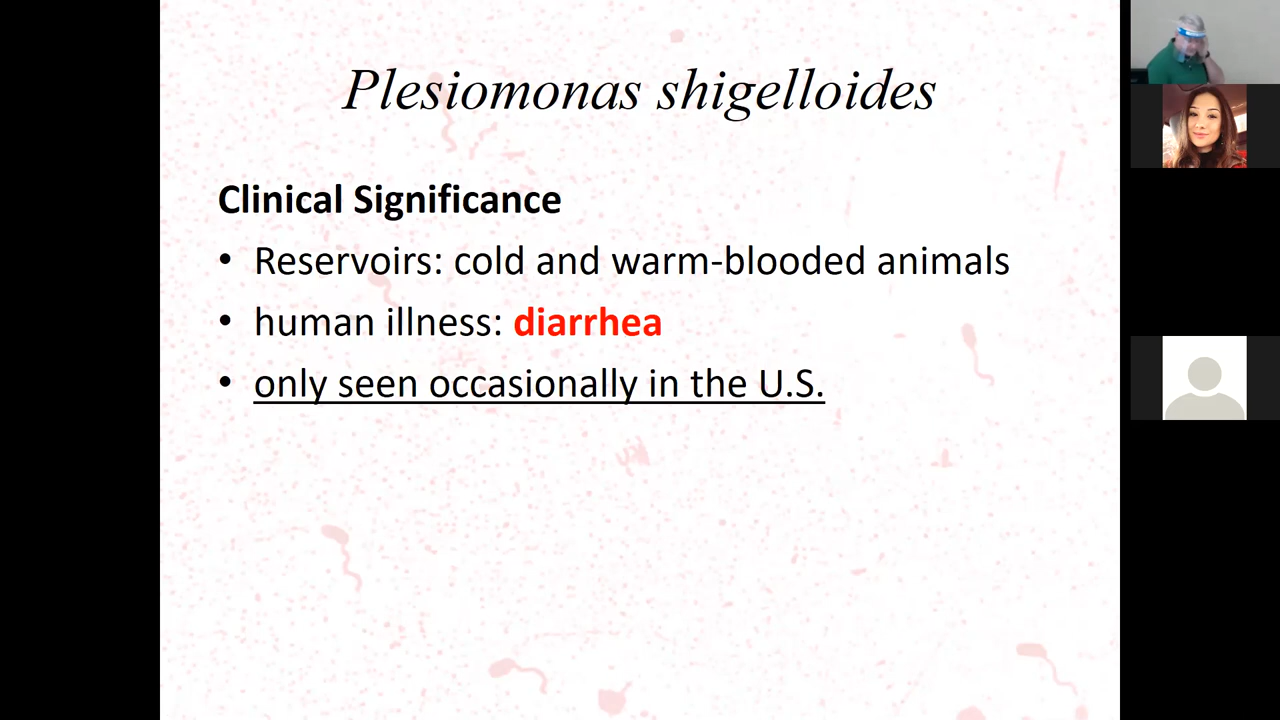 Plesiomonas shigelloides
Clinical Significance
• Reservoirs: cold and warm-blooded animals
• human illness: diarrhea
• only seen occasionally in the U.S.